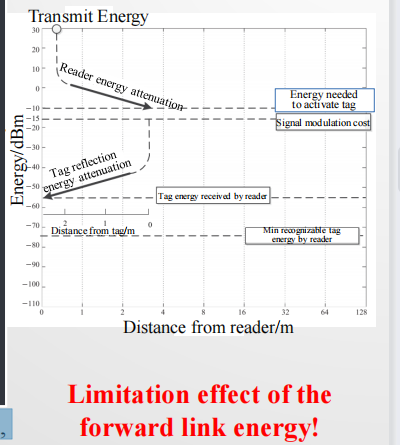 Transmit Energy
30
20
10
0
-10
-15
-20
-30
-40
-50
-60
-70
-80
-90
-100
-110
Energy/dBm
Reader energy attenuation
Energy needed
to activate tag
Signal modulation cost
Tag reflection
energy attenuation
Tag energy received by reader
2 1 0
Distance from tag/m
Min recognizable tag
energy by reader
0 1 2 4 8 16 32 64 128
Distance from reader/m
Limitation effect of the
forward link energy!
,